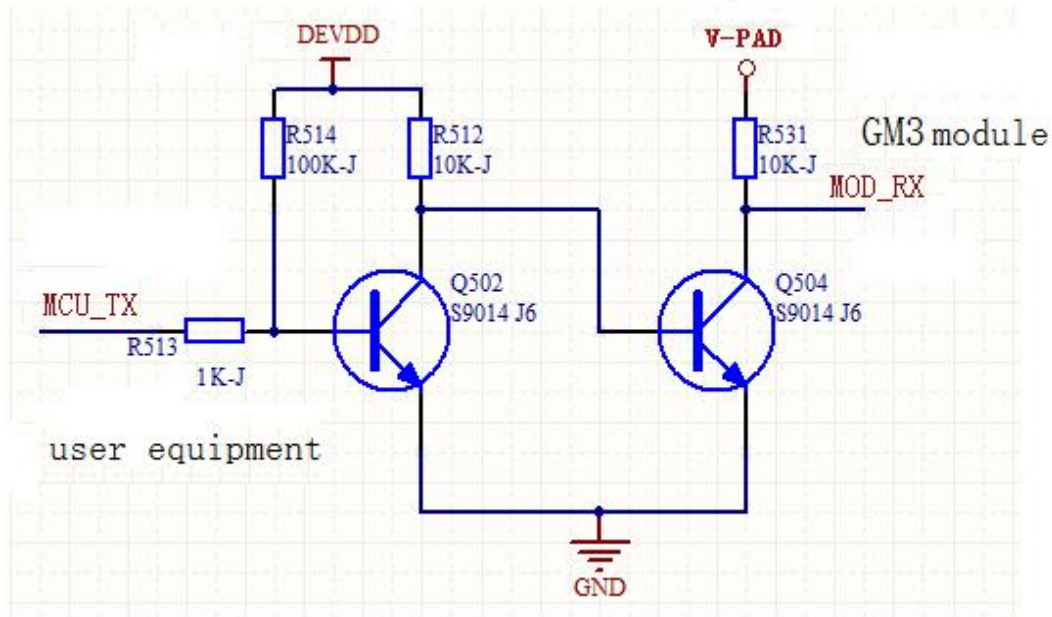 DEVDD
V-PAD
R514
100K-J
R512
10K-J
R531
10K-J
GM3 module
MOD_RX
MCU_TX
R513
1K-J
Q502
S9014 J6
Q504
S9014 J6
user equipment
GND